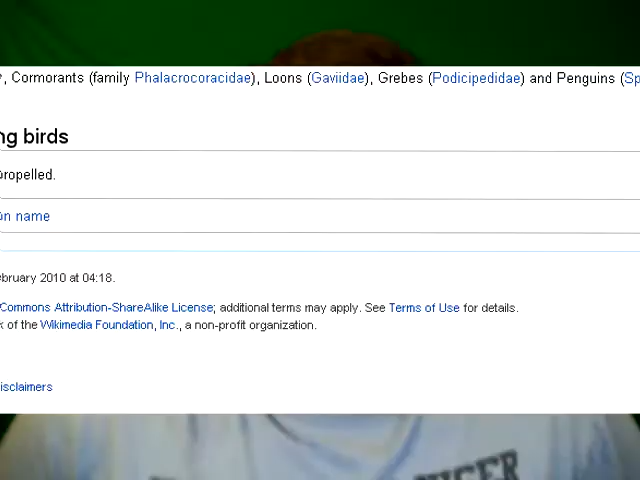 , Cormorants (family Phalacrocoracidae), Loons (Gaviidae), Grebes (Podicipedidae) and Penguins (Sp
ng birds
propelled.
on name
bruary 2010 at 04:18.
Commons Attribution-ShareAlike License; additional terms may apply. See Terms of Use for details.
k of the Wikimedia Foundation, Inc., a non-profit organization.
isclaimers